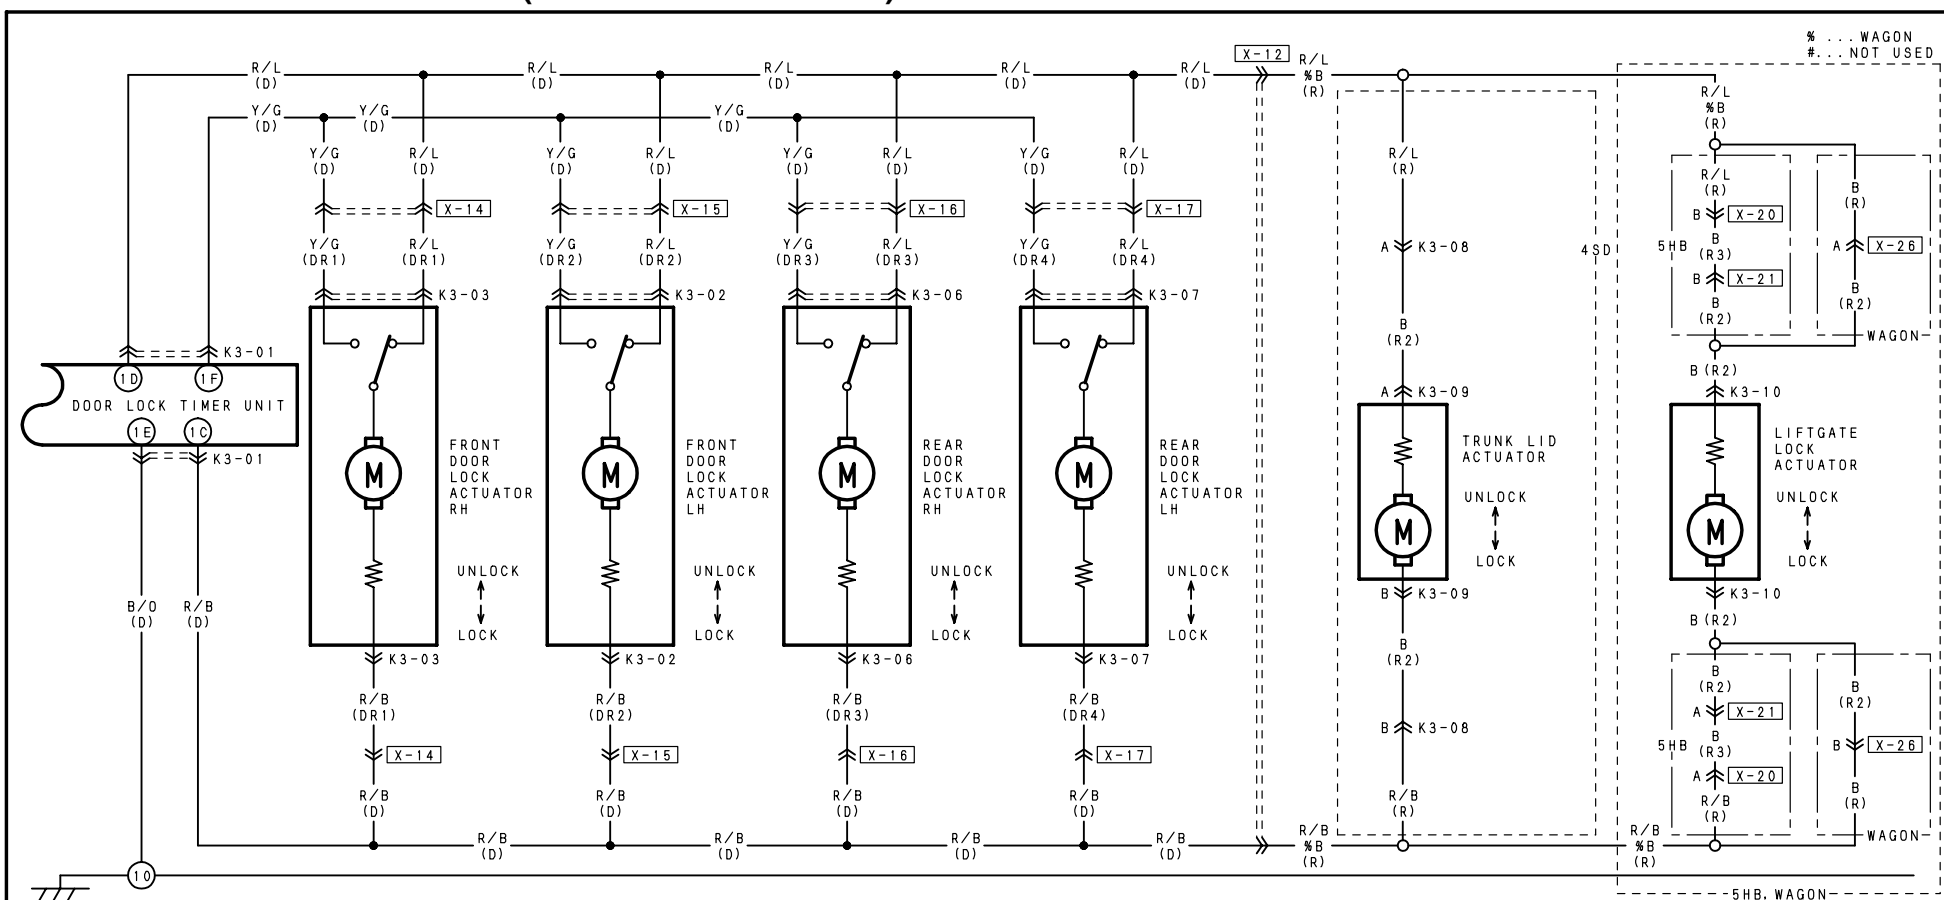 % ... WAGON
#...NOT USED
X-12
R/L
(D)
R/L
(D)
R/L
(D)
R/L
(D)
R/L
(D)
R/L
%B
(R)
R/L
%B
(R)
Y/G
(D)
Y/G
(D)
Y/G
(D)
Y/G
(D)
R/L
(D)
Y/G
(D)
R/L
(D)
Y/G
(D)
R/L
(D)
Y/G
(D)
R/L
(D)
R/L
(R)
R/L
(R)
B
(R)
X-14
X-15
X-16
X-17
B X-20
Y/G
(DR1)
R/L
(DR1)
Y/G
(DR2)
R/L
(DR2)
Y/G
(DR3)
R/L
(DR3)
Y/G
(DR4)
R/L
(DR4)
A K3-08
4SD
5HB
B
(R3)
A X-26
B X-21
K3-03
K3-02
K3-06
K3-07
B
(R2)
B
(R2)
B
(R2)
WAGON
K3-01
1D
1F
DOOR LOCK TIMER UNIT
1E
1C
K3-01
B(R2)
A K3-09
K3-10
FRONT
DOOR
LOCK
ACTUATOR
RH
M
FRONT
DOOR
LOCK
ACTUATOR
LH
M
REAR
DOOR
LOCK
ACTUATOR
RH
M
REAR
DOOR
LOCK
ACTUATOR
LH
M
TRUNK LID
ACTUATOR
UNLOCK
LOCK
M
LIFTGATE
LOCK
ACTUATOR
UNLOCK
LOCK
M
UNLOCK
LOCK
UNLOCK
LOCK
UNLOCK
LOCK
UNLOCK
LOCK
B/O
(D)
R/B
(D)
B K3-09
K3-10
B(R2)
K3-03
K3-02
K3-06
K3-07
B
(R2)
R/B
(DR1)
R/B
(DR2)
R/B
(DR3)
R/B
(DR4)
B
(R2)
B
(R2)
A X-21
B K3-08
5HB
B
(R3)
B X-26
X-14
X-15
X-16
X-17
A X-20
R/B
(D)
R/B
(D)
R/B
(D)
R/B
(D)
R/B
(R)
R/B
(R)
B
(R)
WAGON
R/B
(D)
R/B
(D)
R/B
(D)
R/B
(D)
R/B
%B
(R)
R/B
%B
(R)
10
5HB, WAGON